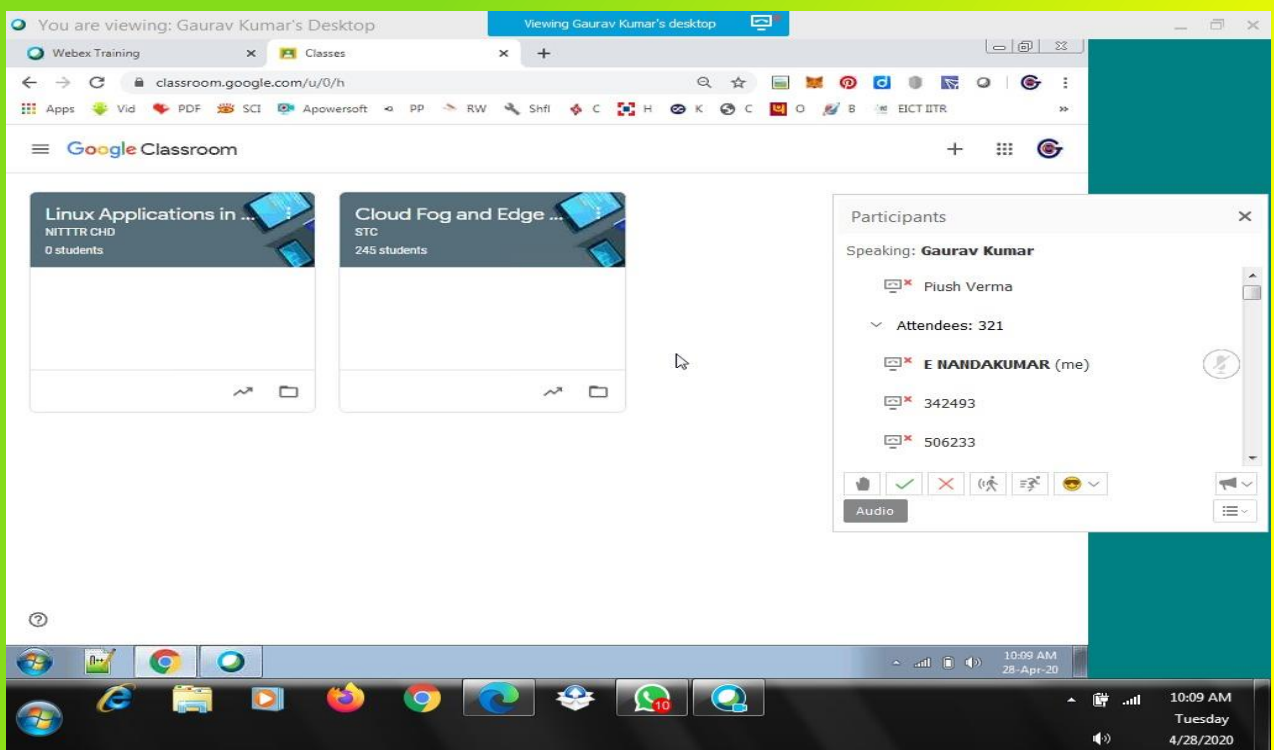 You are viewing: Gaurav Kumar's Desktop
Viewing Gaurav Kumar's desktop
Webex Training
Classes
classroom.google.com/u/0/h
Apps Vid PDF SCI Apowersoft PP RW Shfl C H K C O B EICT IITR
Google Classroom
Linux Applications in ...
NITTTR CHD
0 students
Cloud Fog and Edge ...
STC
245 students
Participants
Speaking: Gaurav Kumar
Piush Verma
Attendees: 321
E NANDAKUMAR (me)
342493
506233
Audio
10:09 AM
28-Apr-20
10
10:09 AM
Tuesday
4/28/2020